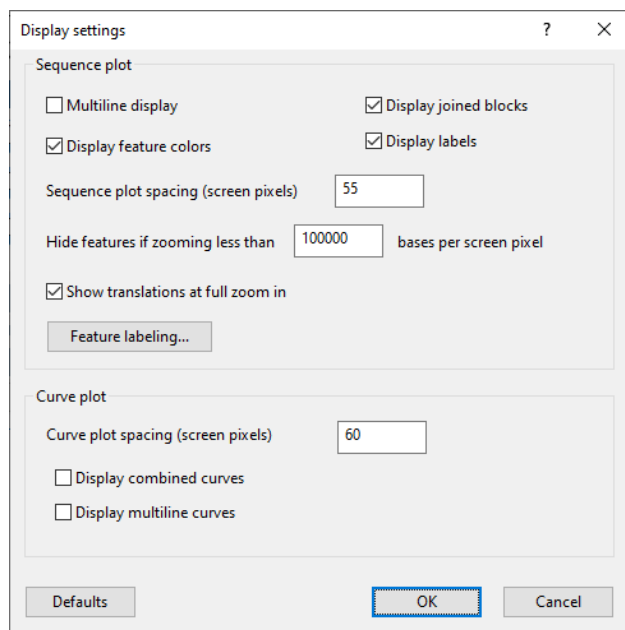 Display settings
?
Sequence plot
Multiline display
Display joined blocks
Display feature colors
Display labels
Sequence plot spacing (screen pixels) 55
Hide features if zooming less than 100000 bases per screen pixel
Show translations at full zoom in
Feature labeling...
Curve plot
Curve plot spacing (screen pixels) 60
Display combined curves
Display multiline curves
Defaults OK Cancel